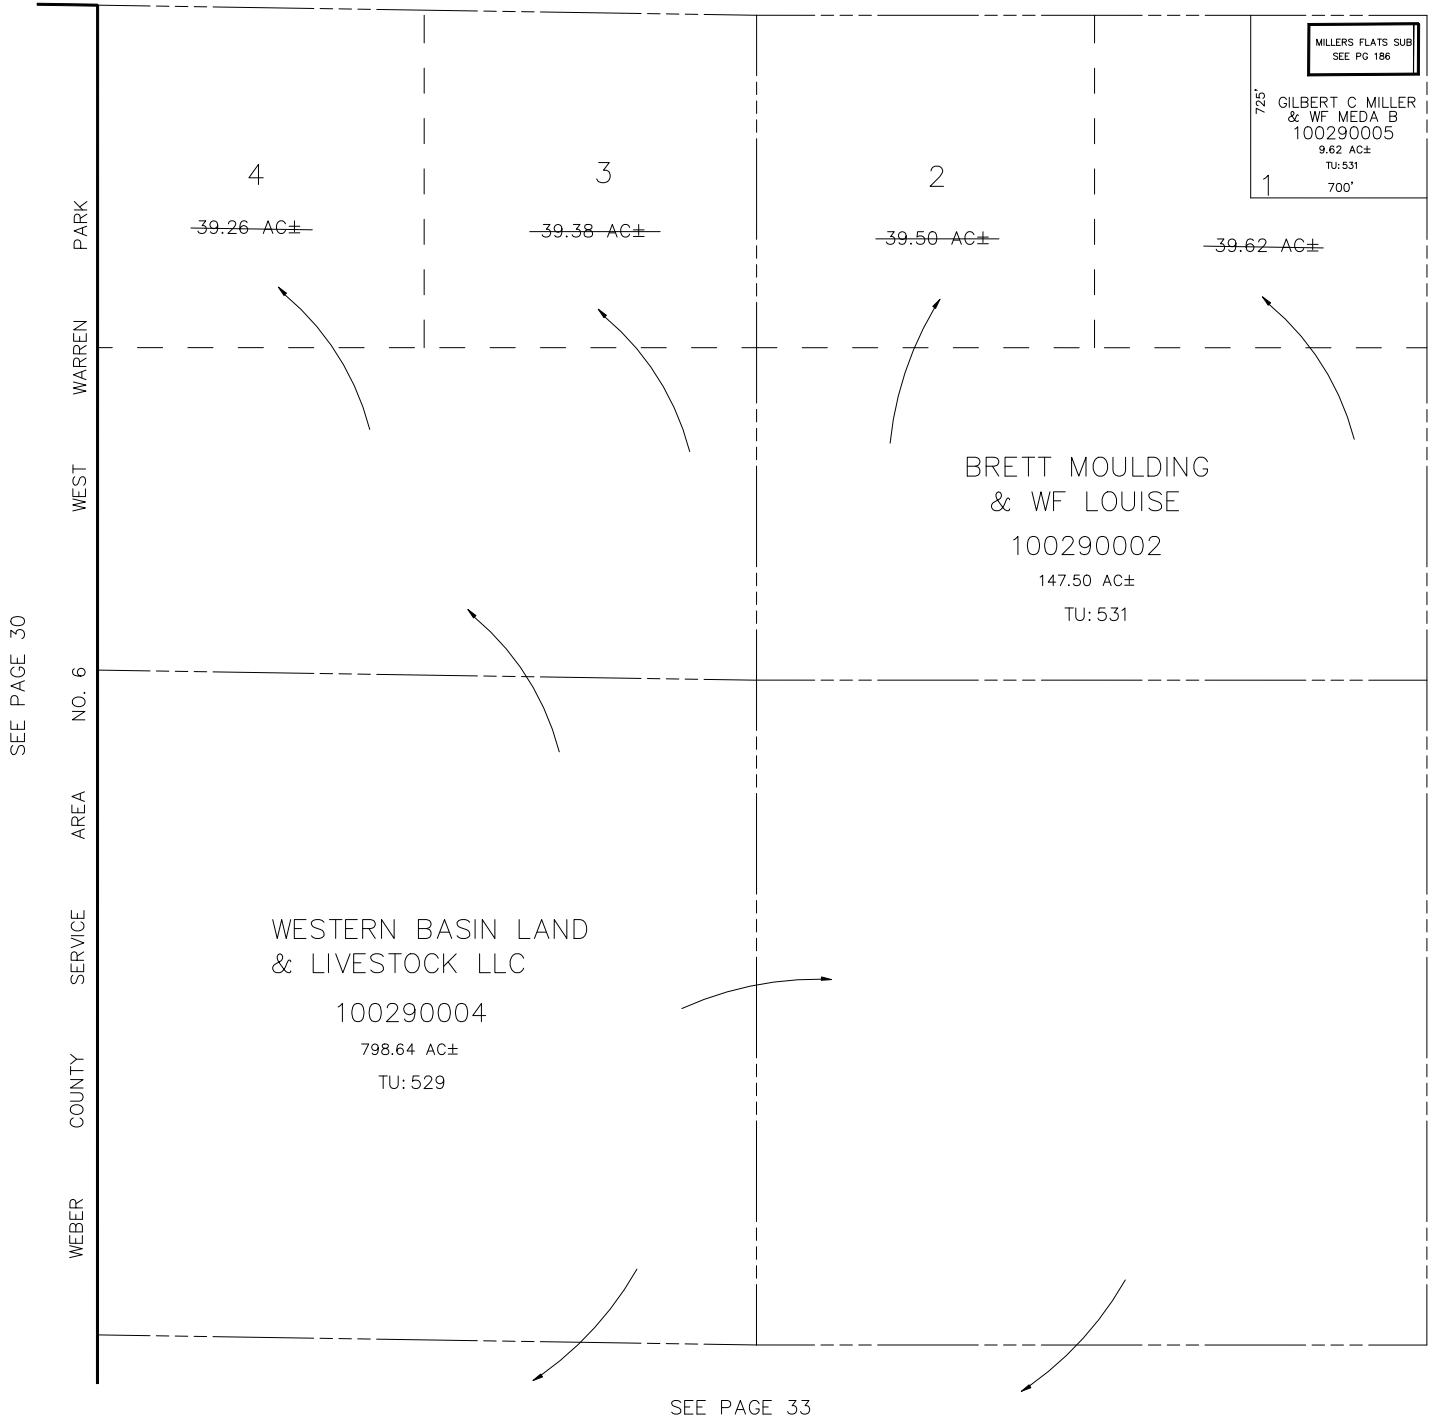 MILLERS FLATS SUB
SEE PG 186
725'
GILBERT C MILLER
& WF MEDA B
100290005
9.62 AC±
TU: 531
700'
1
4
3
2
39.26 AC±
39.38 AC±
39.50 AC±
39.62 AC±
BRETT MOULDING
& WF LOUISE
100290002
147.50 AC±
TU: 531
WESTERN BASIN LAND
& LIVESTOCK LLC
100290004
798.64 AC±
TU: 529
WEBER COUNTY SERVICE AREA NO. 6 WEST WARREN PARK
SEE PAGE 30
SEE PAGE 33